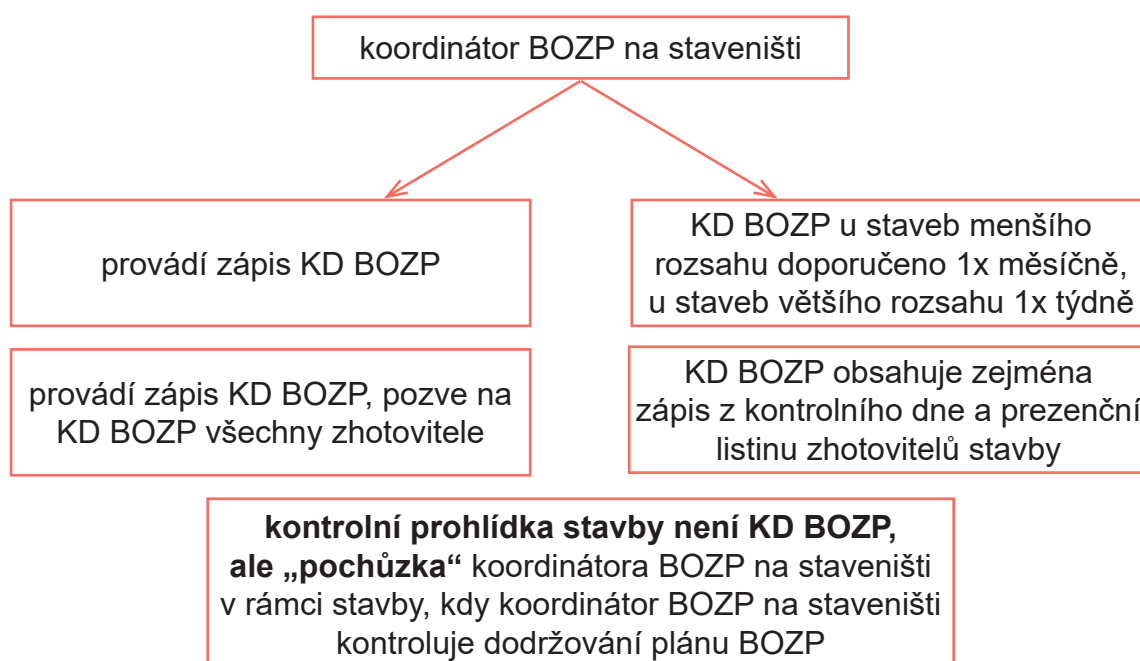 koordinátor BOZP na staveništi
provádí zápis KD BOZP
KD BOZP u staveb menšího
rozsahu doporučeno 1x měsíčně,
u staveb většího rozsahu 1x týdně
provádí zápis KD BOZP, pozve na
KD BOZP všechny zhotovitele
KD BOZP obsahuje zejména
zápis z kontrolního dne a prezenční
listinu zhotovitelů stavby
kontrolní prohlídka stavby není KD BOZP,
ale „pochůzka“ koordinátora BOZP na staveništi
v rámci stavby, kdy koordinátor BOZP na staveništi
kontroluje dodržování plánu BOZP